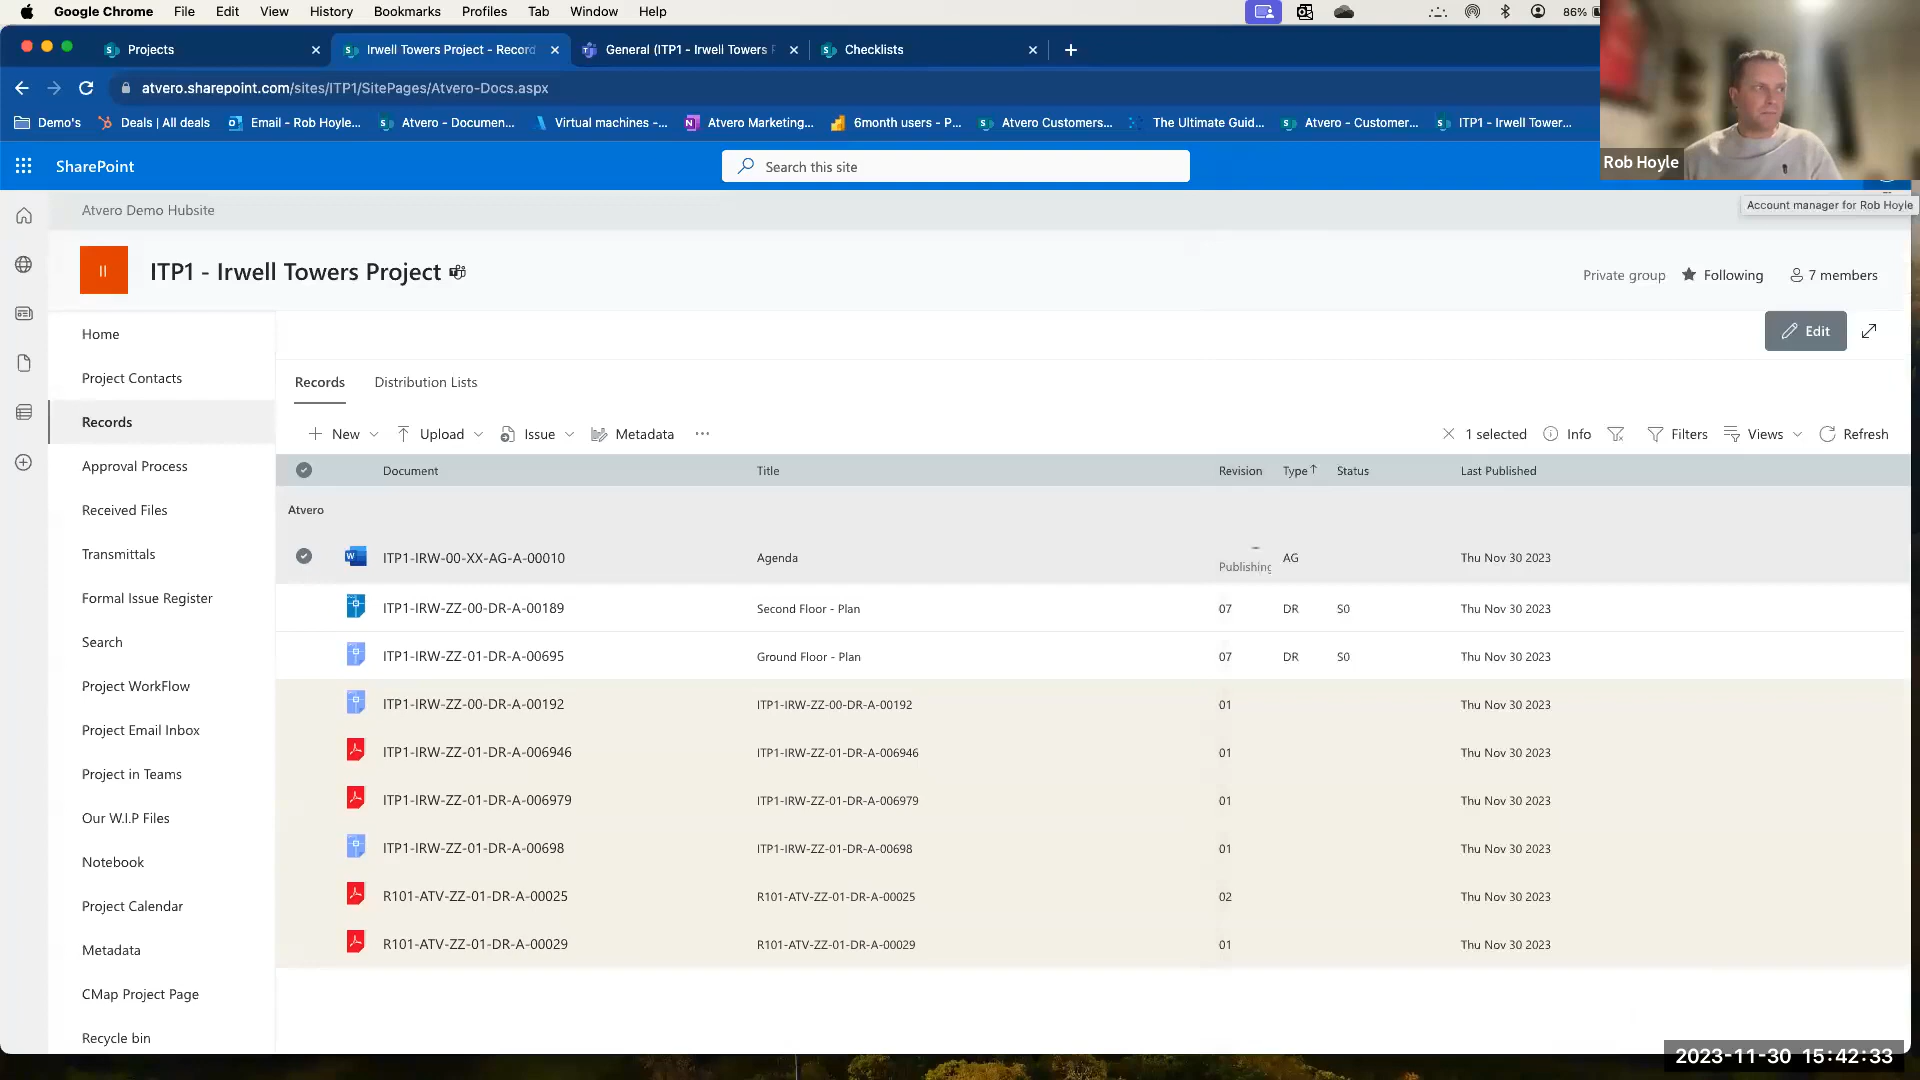 Google Chrome File Edit View History Bookmarks Profiles Tab Window Help 86%
Projects Irwell Towers Project - Record General (ITP1 - Irwell Towers P Checklists
atvero.sharepoint.com/sites/ITP1/SitePages/Atvero-Docs.aspx
Demo's Deals | All deals Email - Rob Hoyle... Atvero - Documen... Virtual machines -... Atvero Marketing... 6month users - P... Atvero Customers... The Ultimate Guid... Atvero - Customer... ITP1 - Irwell Tower...
Rob Hoyle
SharePoint Search this site
Account manager for Rob Hoyle
Atvero Demo Hubsite
II ITP1 - Irwell Towers Project Private group Following 7 members
Home
Edit
Project Contacts
Records Distribution Lists
Records
New Upload Issue Metadata ... 1 selected Info Filters Views Refresh
Approval Process
Document Title Revision Type Status Last Published
Received Files
Atvero
Transmittals
ITP1-IRW-00-XX-AG-A-00010 Agenda Publishing AG Thu Nov 30 2023
Formal Issue Register
ITP1-IRW-ZZ-00-DR-A-00189 Second Floor - Plan 07 DR S0 Thu Nov 30 2023
Search
ITP1-IRW-ZZ-01-DR-A-00695 Ground Floor - Plan 07 DR S0 Thu Nov 30 2023
Project WorkFlow
ITP1-IRW-ZZ-00-DR-A-00192 ITP1-IRW-ZZ-00-DR-A-00192 01 Thu Nov 30 2023
Project Email Inbox
ITP1-IRW-ZZ-01-DR-A-006946 ITP1-IRW-ZZ-01-DR-A-006946 01 Thu Nov 30 2023
Project in Teams
ITP1-IRW-ZZ-01-DR-A-006979 ITP1-IRW-ZZ-01-DR-A-006979 01 Thu Nov 30 2023
Our W.I.P Files
ITP1-IRW-ZZ-01-DR-A-00698 ITP1-IRW-ZZ-01-DR-A-00698 01 Thu Nov 30 2023
Notebook
R101-ATV-ZZ-01-DR-A-00025 R101-ATV-ZZ-01-DR-A-00025 02 Thu Nov 30 2023
Project Calendar
R101-ATV-ZZ-01-DR-A-00029 R101-ATV-ZZ-01-DR-A-00029 01 Thu Nov 30 2023
Metadata
CMap Project Page
Recycle bin
2023-11-30 15:42:33